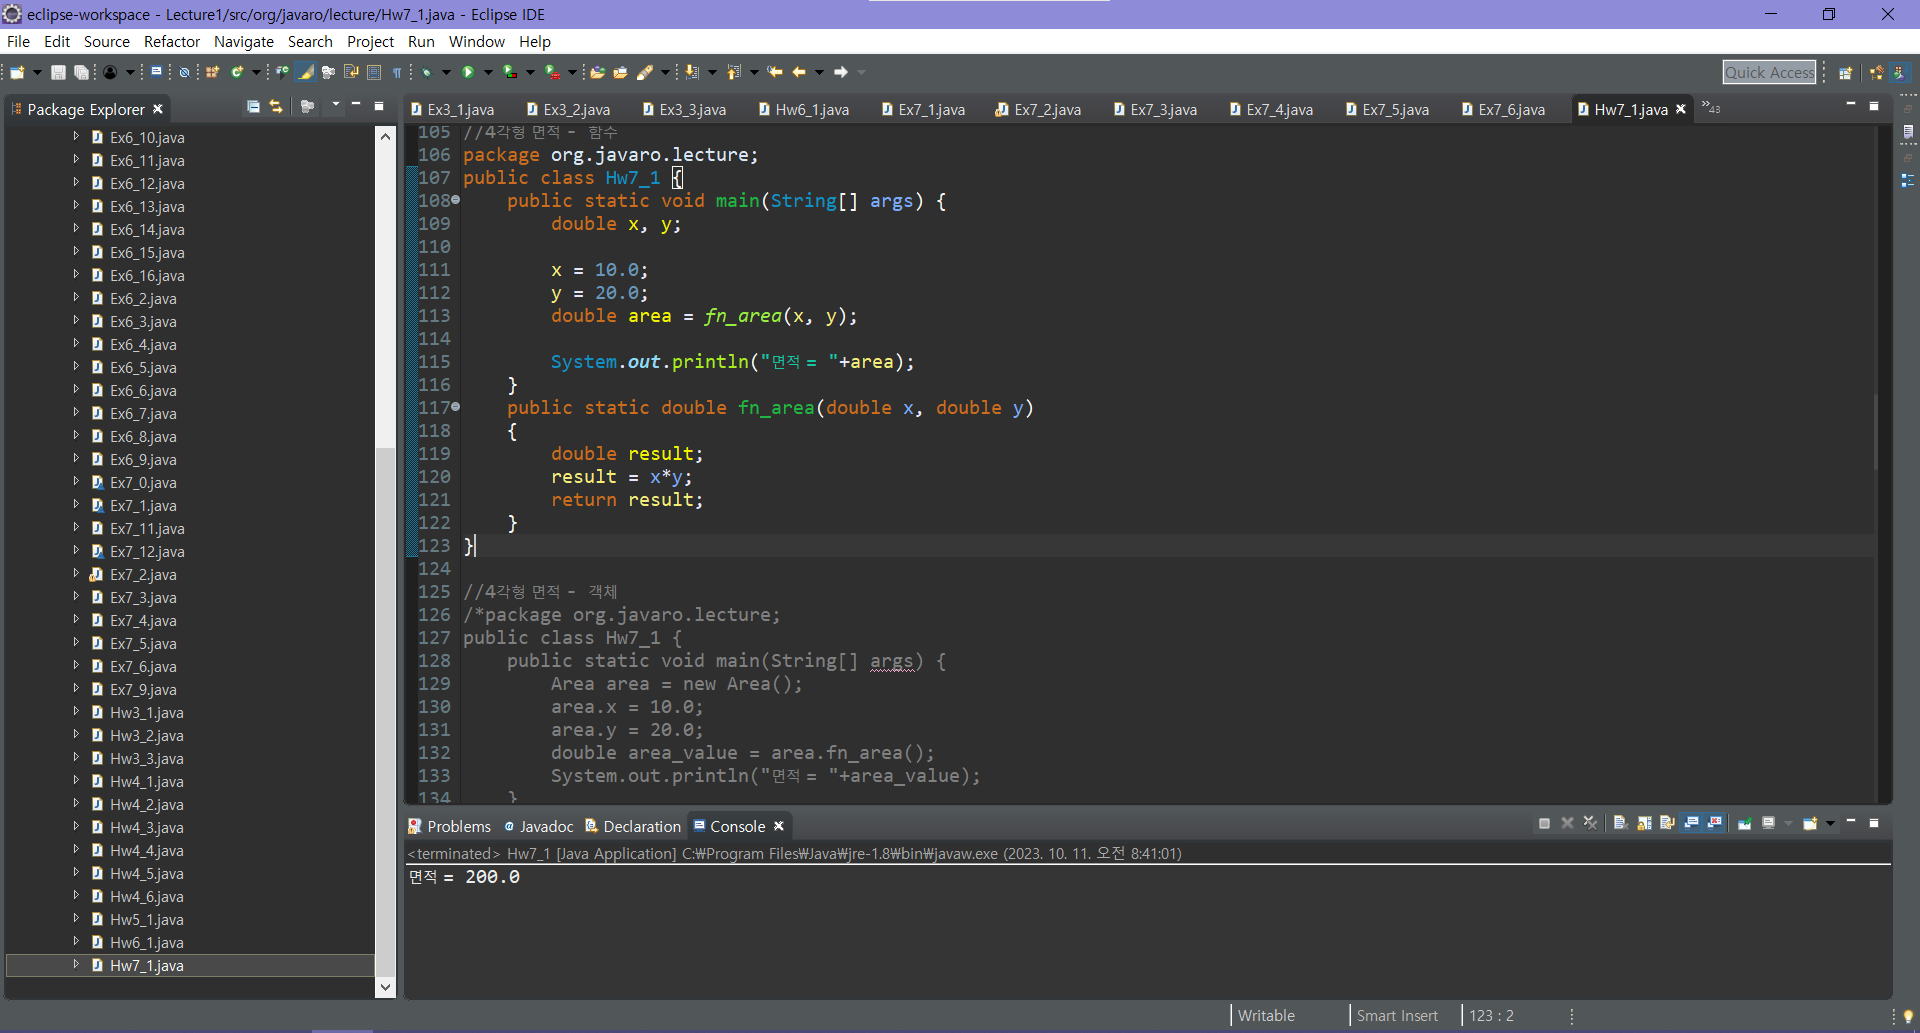 eclipse-workspace - Lecture1/src/org/javaro/lecture/Hw7_1.java - Eclipse IDE
File Edit Source Refactor Navigate Search Project Run Window Help
Quick Access
Package Explorer
Ex6_10.java
Ex6_11.java
Ex6_12.java
Ex6_13.java
Ex6_14.java
Ex6_15.java
Ex6_16.java
Ex6_2.java
Ex6_3.java
Ex6_4.java
Ex6_5.java
Ex6_6.java
Ex6_7.java
Ex6_8.java
Ex6_9.java
Ex7_0.java
Ex7_1.java
Ex7_11.java
Ex7_12.java
Ex7_2.java
Ex7_3.java
Ex7_4.java
Ex7_5.java
Ex7_6.java
Ex7_9.java
Hw3_1.java
Hw3_2.java
Hw3_3.java
Hw4_1.java
Hw4_2.java
Hw4_3.java
Hw4_4.java
Hw4_5.java
Hw4_6.java
Hw5_1.java
Hw6_1.java
Hw7_1.java
Ex3_1.java Ex3_2.java Ex3_3.java Hw6_1.java Ex7_1.java Ex7_2.java Ex7_3.java Ex7_4.java Ex7_5.java Ex7_6.java Hw7_1.java »43
105 //4각형 면적 - 함수
106 package org.javaro.lecture;
107 public class Hw7_1 {
108 public static void main(String[] args) {
109 double x, y;
110
111 x = 10.0;
112 y = 20.0;
113 double area = fn_area(x, y);
114
115 System.out.println("면적 = "+area);
116 }
117 public static double fn_area(double x, double y)
118 {
119 double result;
120 result = x*y;
121 return result;
122 }
123 }
124
125 //4각형 면적 - 객체
126 /*package org.javaro.lecture;
127 public class Hw7_1 {
128 public static void main(String[] args) {
129 Area area = new Area();
130 area.x = 10.0;
131 area.y = 20.0;
132 double area_value = area.fn_area();
133 System.out.println("면적 = "+area_value);
134 }
Problems Javadoc Declaration Console
<terminated> Hw7_1 [Java Application] C:₩Program Files₩Java₩jre-1.8₩bin₩javaw.exe (2023. 10. 11. 오전 8:41:01)
면적 = 200.0
Writable Smart Insert 123 : 2